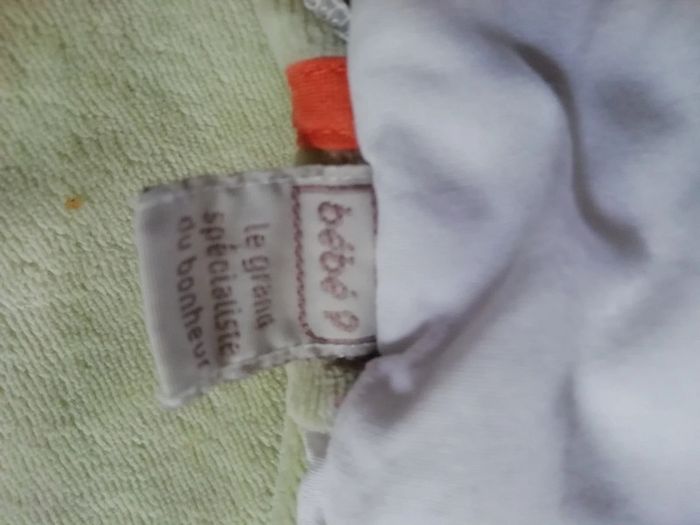 bébé 9
le grand
spécialiste
du bonheur